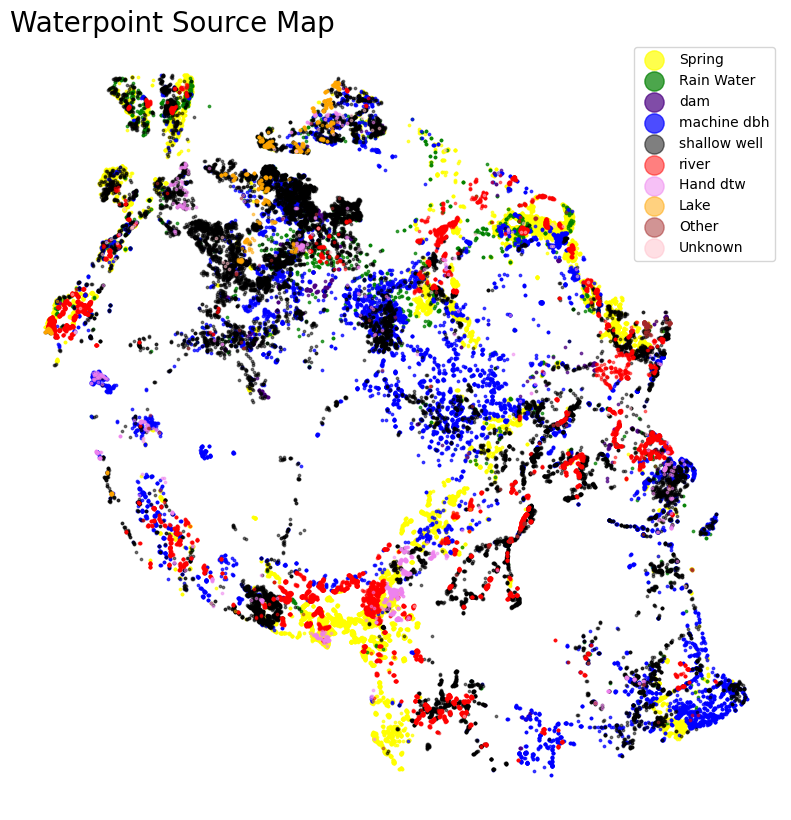 Waterpoint Source Map
Spring
Rain Water
dam
machine dbh
shallow well
river
Hand dtw
Lake
Other
Unknown